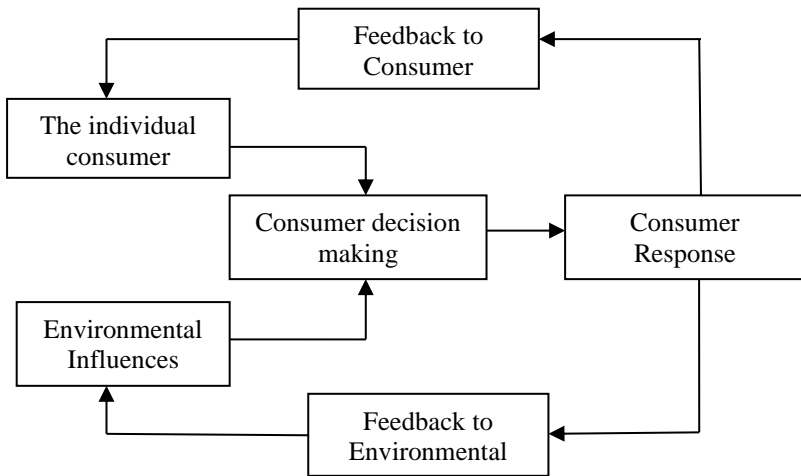 Feedback to
Consumer
The individual
consumer
Consumer decision
making
Consumer
Response
Environmental
Influences
Feedback to
Environmental